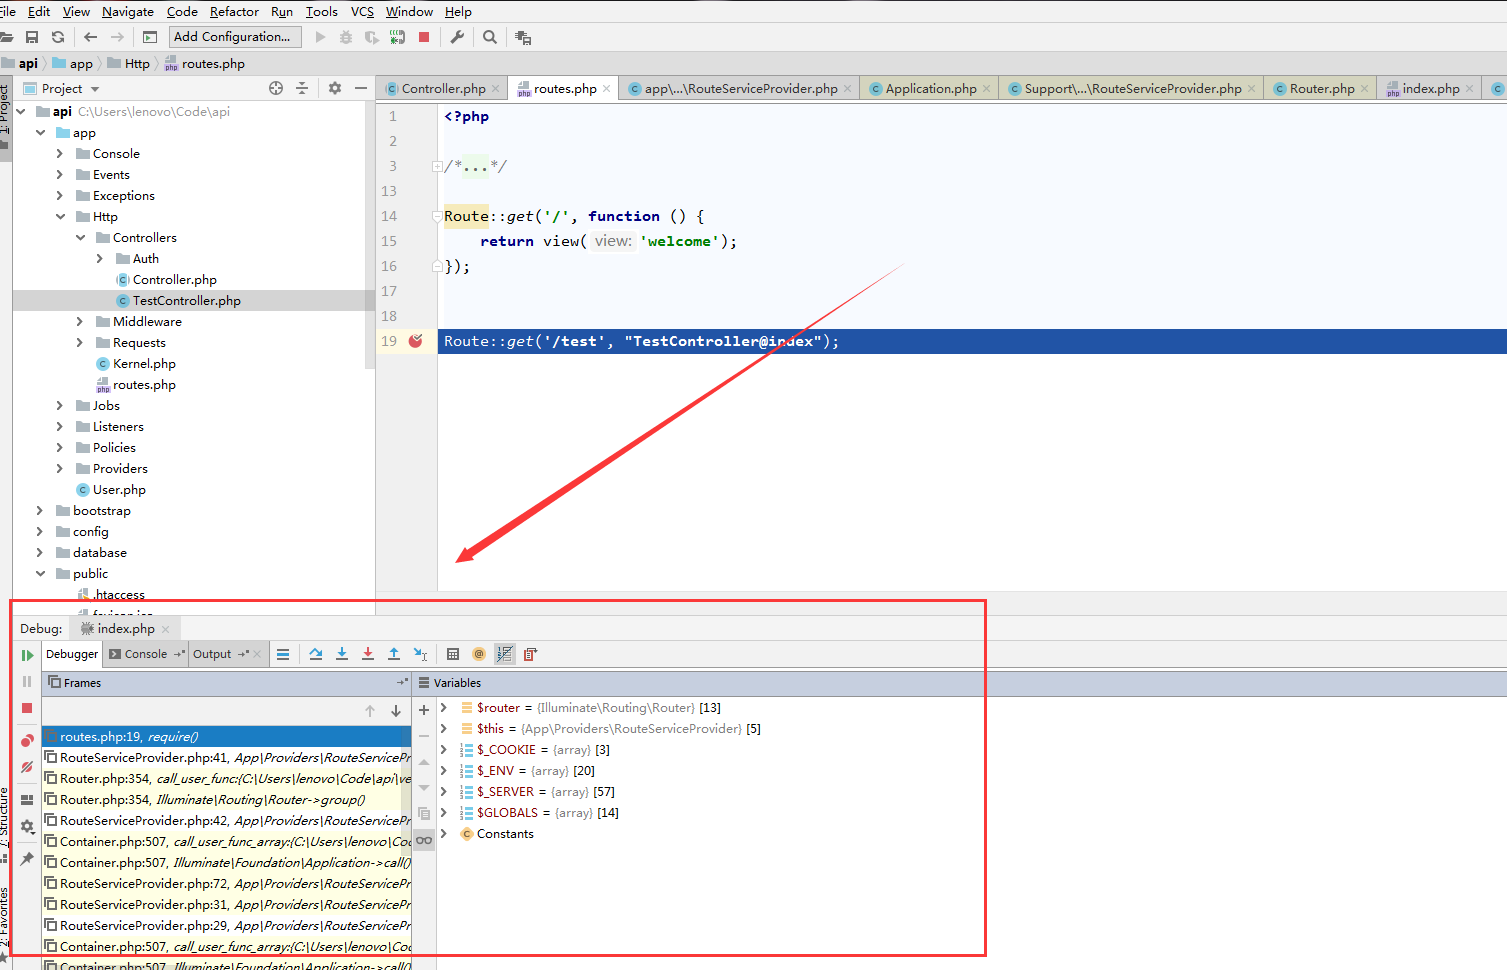 File Edit View Navigate Code Refactor Run Tools VCS Window Help
Add Configuration...
api app Http routes.php
Project
Controller.php routes.php app\...\RouteServiceProvider.php Application.php Support\...\RouteServiceProvider.php Router.php index.php
1: Project
api C:\Users\lenovo\Code\api
app
Console
Events
Exceptions
Http
Controllers
Auth
Controller.php
TestController.php
Middleware
Requests
Kernel.php
routes.php
Jobs
Listeners
Policies
Providers
User.php
bootstrap
config
database
public
.htaccess
1 <?php
2
3 /*...*/
13
14 Route::get('/', function () {
15 return view( view: 'welcome');
16 });
17
18
19 Route::get('/test', "TestController@index");
Debug: index.php
Debugger Console Output
Frames
Variables
routes.php:19, require()
RouteServiceProvider.php:41, App\Providers\RouteServicePr
Router.php:354, call_user_func:{C:\Users\lenovo\Code\api\ve
Router.php:354, Illuminate\Routing\Router->group()
RouteServiceProvider.php:42, App\Providers\RouteServicePr
Container.php:507, call_user_func_array:{C:\Users\lenovo\Coc
Container.php:507, Illuminate\Foundation\Application->call()
RouteServiceProvider.php:72, App\Providers\RouteServicePr
RouteServiceProvider.php:31, App\Providers\RouteServicePr
RouteServiceProvider.php:29, App\Providers\RouteServicePr
Container.php:507, call_user_func_array:{C:\Users\lenovo\Coc
Container.php:507, Illuminate\Foundation\Application->call()
$router = {Illuminate\Routing\Router} [13]
$this = {App\Providers\RouteServiceProvider} [5]
$_COOKIE = {array} [3]
$_ENV = {array} [20]
$_SERVER = {array} [57]
$GLOBALS = {array} [14]
Constants
7: Structure
2: Favorites